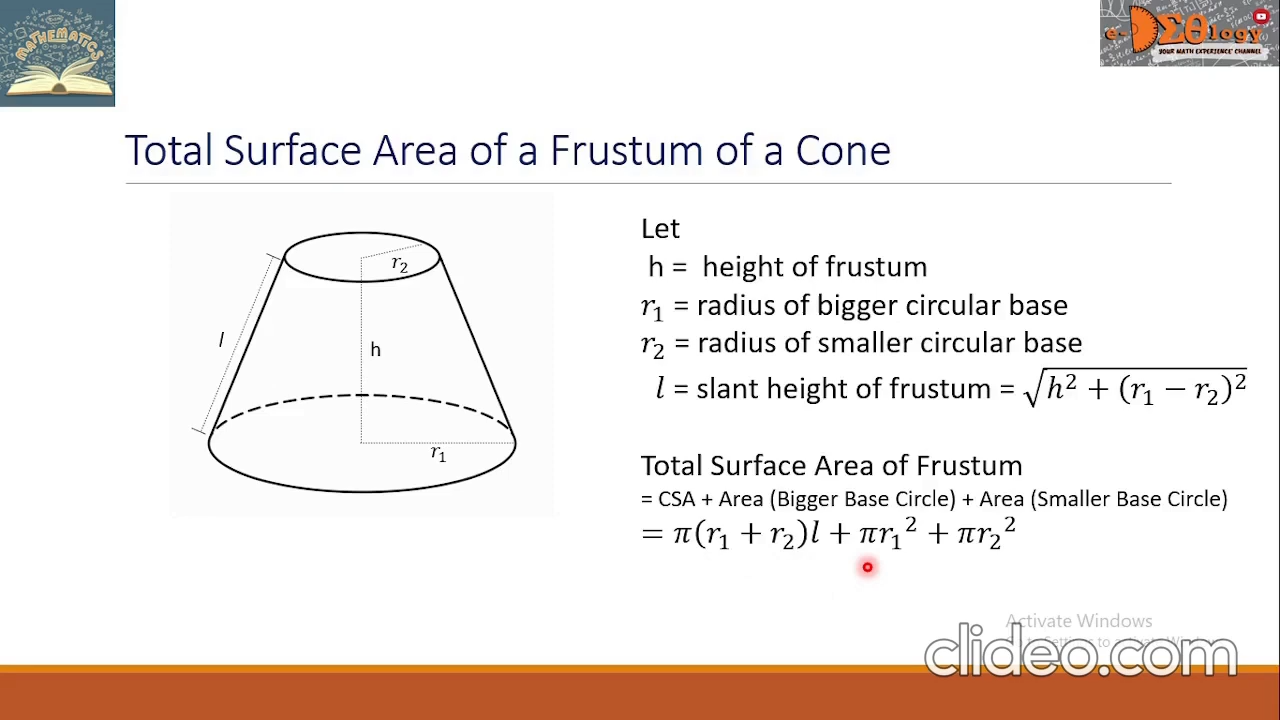 MATHEMATICS
e-DΣθlogy
YOUR MATH EXPERIENCE CHANNEL
Total Surface Area of a Frustum of a Cone
r₂
l
h
r₁
Let
h = height of frustum
r₁ = radius of bigger circular base
r₂ = radius of smaller circular base
l = slant height of frustum = √(h² + (r₁ − r₂)²)
Total Surface Area of Frustum
= CSA + Area (Bigger Base Circle) + Area (Smaller Base Circle)
= π(r₁ + r₂)l + πr₁² + πr₂²
Activate Windows
clideo.com